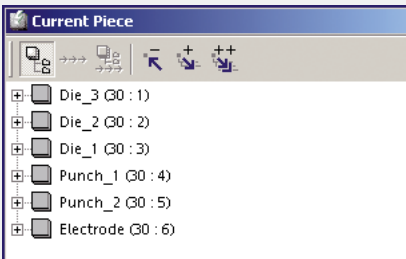 Current Piece
Die_3 (30 : 1)
Die_2 (30 : 2)
Die_1 (30 : 3)
Punch_1 (30 : 4)
Punch_2 (30 : 5)
Electrode (30 : 6)